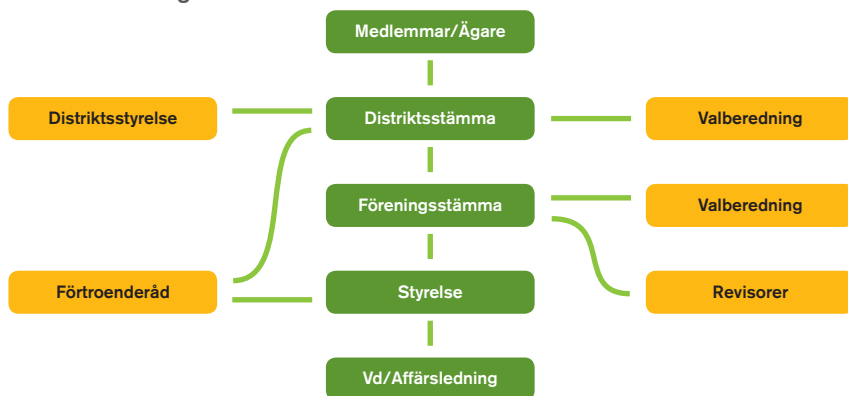 Medlemmar/Ägare
Distriktsstyrelse
Distriktsstämma
Valberedning
Föreningsstämma
Valberedning
Förtroenderåd
Styrelse
Revisorer
Vd/Affärsledning